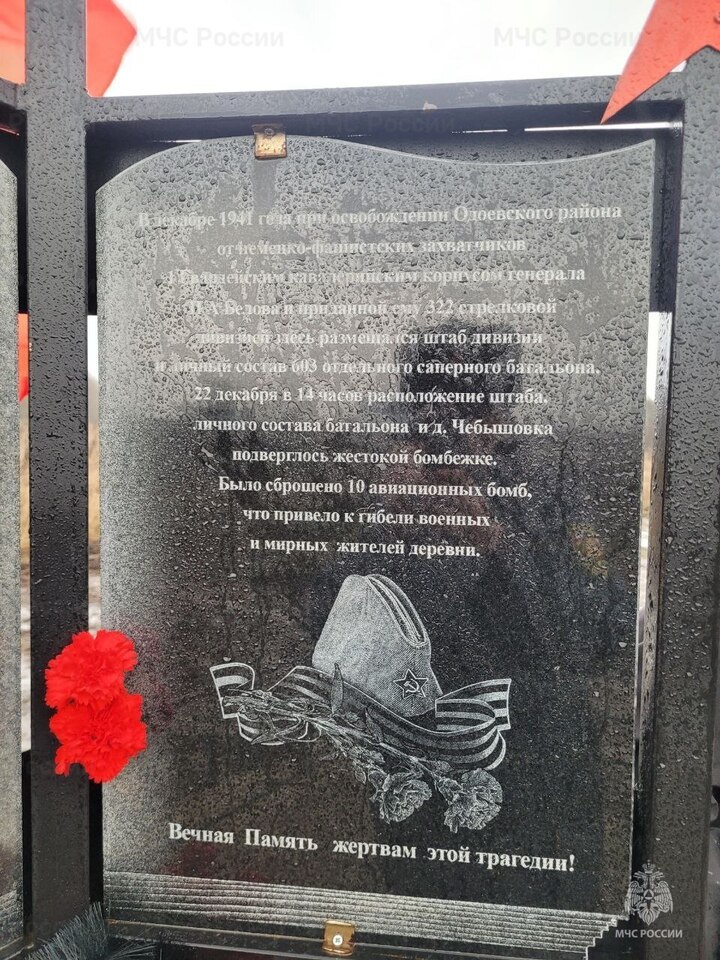 МЧС России
МЧС России
России
В декабре 1941 года при освобождении Одоевского района
от немецко-фашистских захватчиков
1 Гвардейским кавалерийским корпусом генерала
П.А Белова и приданной ему 322 стрелковой
дивизией здесь размещался штаб дивизии
и личный состав 603 отдельного саперного батальона.
22 декабря в 14 часов расположение штаба,
личного состава батальона и д. Чебышовка
подверглось жестокой бомбежке.
Было сброшено 10 авиационных бомб,
что привело к гибели военных
и мирных жителей деревни.
Вечная Память жертвам этой трагедии!
МЧС РОССИИ